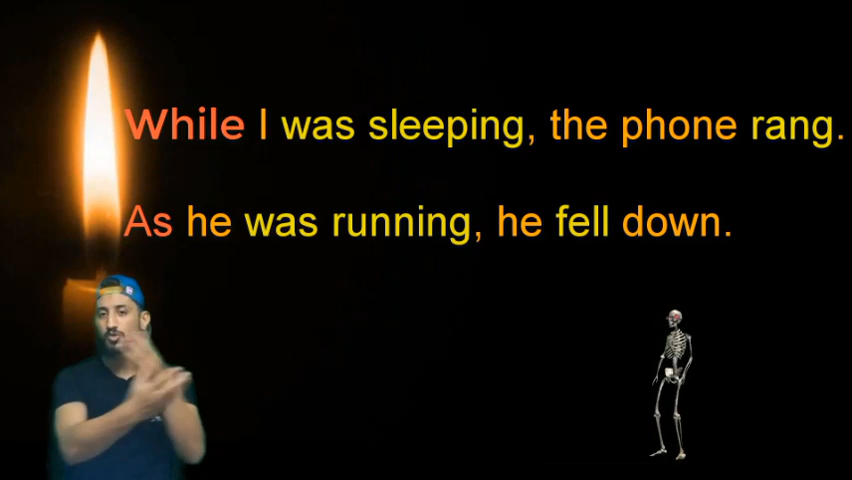 While I was sleeping, the phone rang.
As he was running, he fell down.